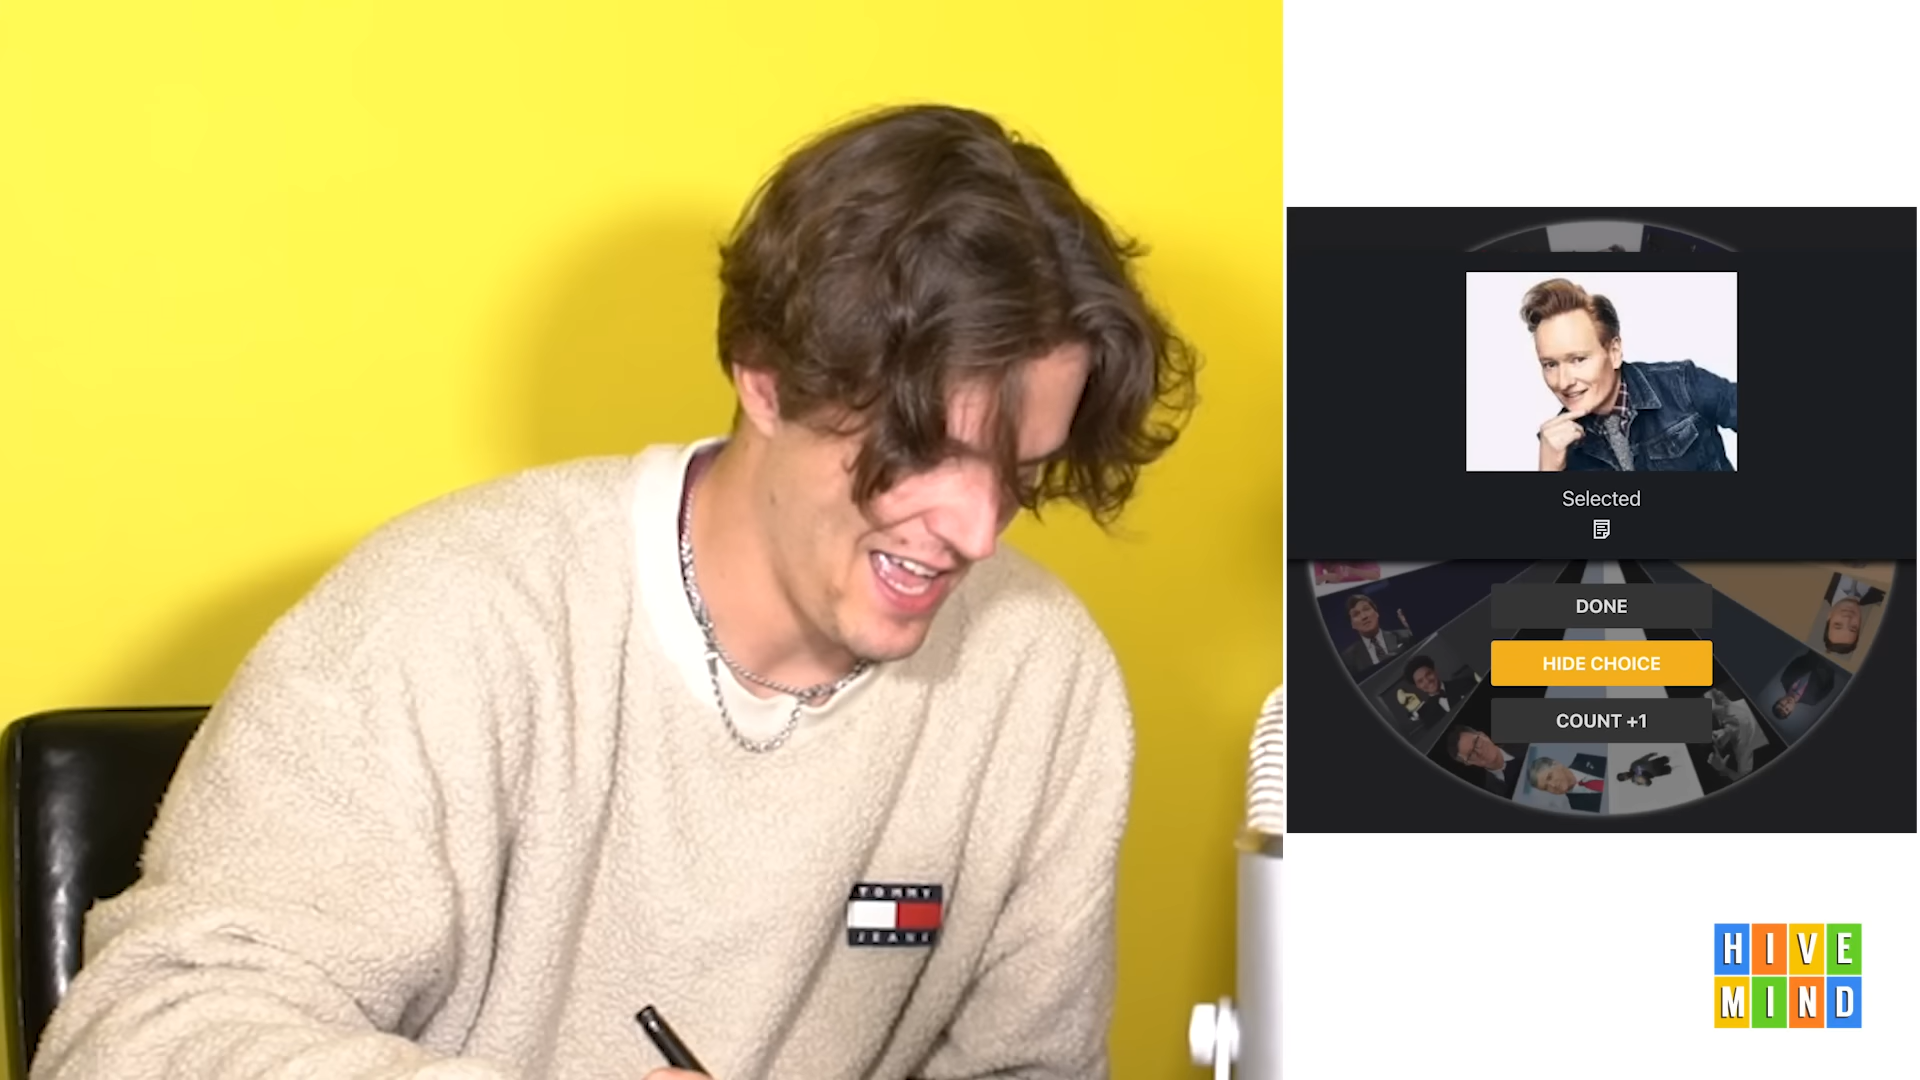 Selected
DONE
HIDE CHOICE
COUNT +1
TOMMY
JEANS
HIVE
MIND